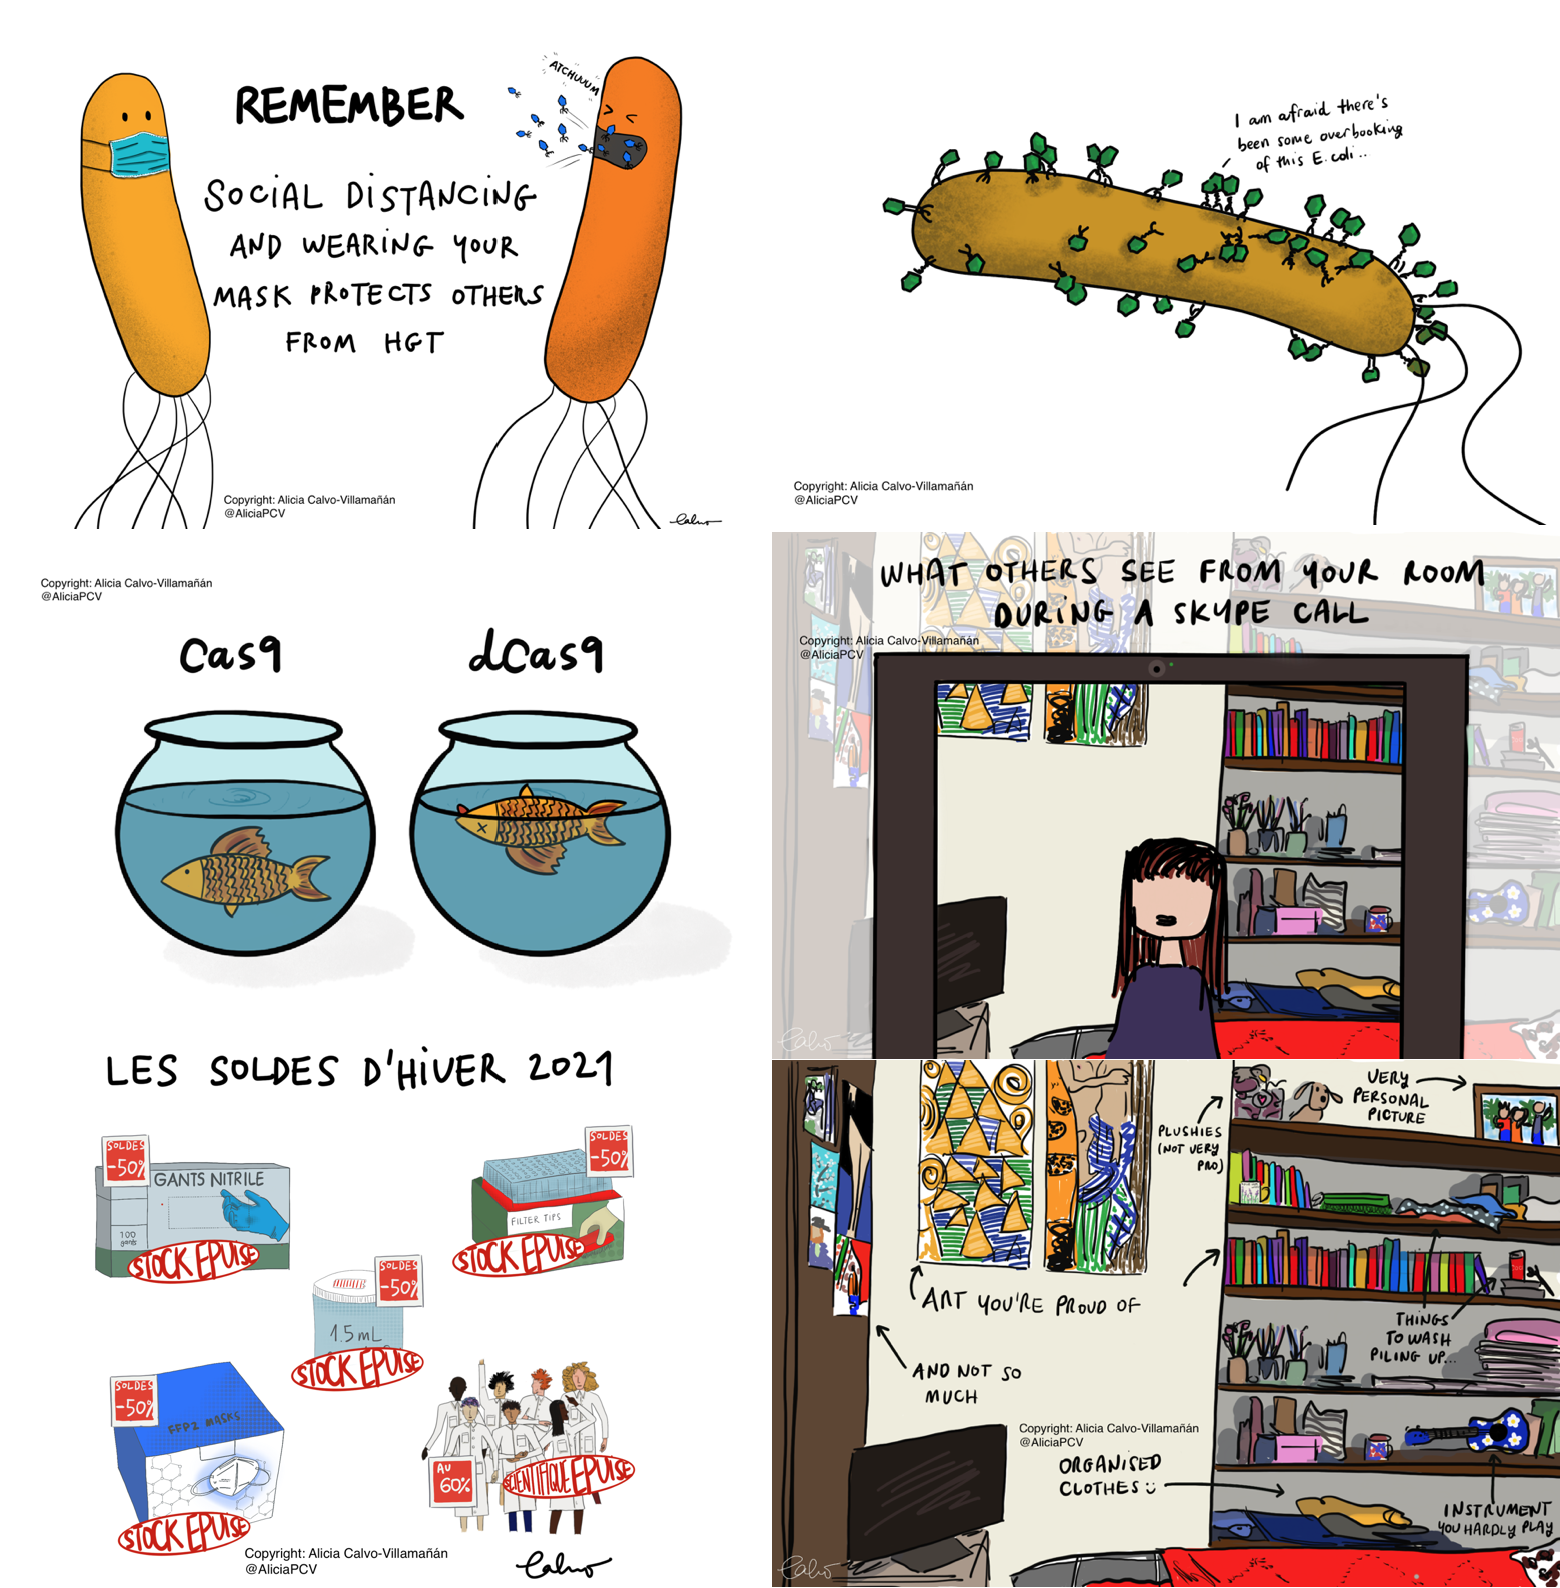 REMEMBER
SOCIAL DISTANCING
AND WEARING YOUR
MASK PROTECTS OTHERS
FROM HGT
ATCHUUUM
Copyright: Alicia Calvo-Villamañán
@AliciaPCV
Calvo
I am afraid there's
been some overbooking
of this E. coli..
Copyright: Alicia Calvo-Villamañán
@AliciaPCV
Copyright: Alicia Calvo-Villamañán
@AliciaPCV
Cas9
dCas9
WHAT OTHERS SEE FROM YOUR ROOM
DURING A SKYPE CALL
Copyright: Alicia Calvo-Villamañán
@AliciaPCV
Calvo
LES SOLDES D'HIVER 2021
SOLDES
-50%
GANTS NITRILE
100
gants
STOCK EPUISE
SOLDES
-50%
FILTER TIPS
STOCK EPUISE
SOLDES
-50%
1.5 mL
STOCK EPUISE
SOLDES
-50%
FFP2 MASKS
STOCK EPUISE
AU
60%
SCIENTIFIQUE EPUISE
Copyright: Alicia Calvo-Villamañán
@AliciaPCV
Calvo
VERY
PERSONAL
PICTURE
PLUSHIES
(NOT VERY
PRO)
ART YOU'RE PROUD OF
AND NOT SO
MUCH
THINGS
TO WASH
PILING UP...
Copyright: Alicia Calvo-Villamañán
@AliciaPCV
ORGANISED
CLOTHES
INSTRUMENT
YOU HARDLY PLAY
Calvo